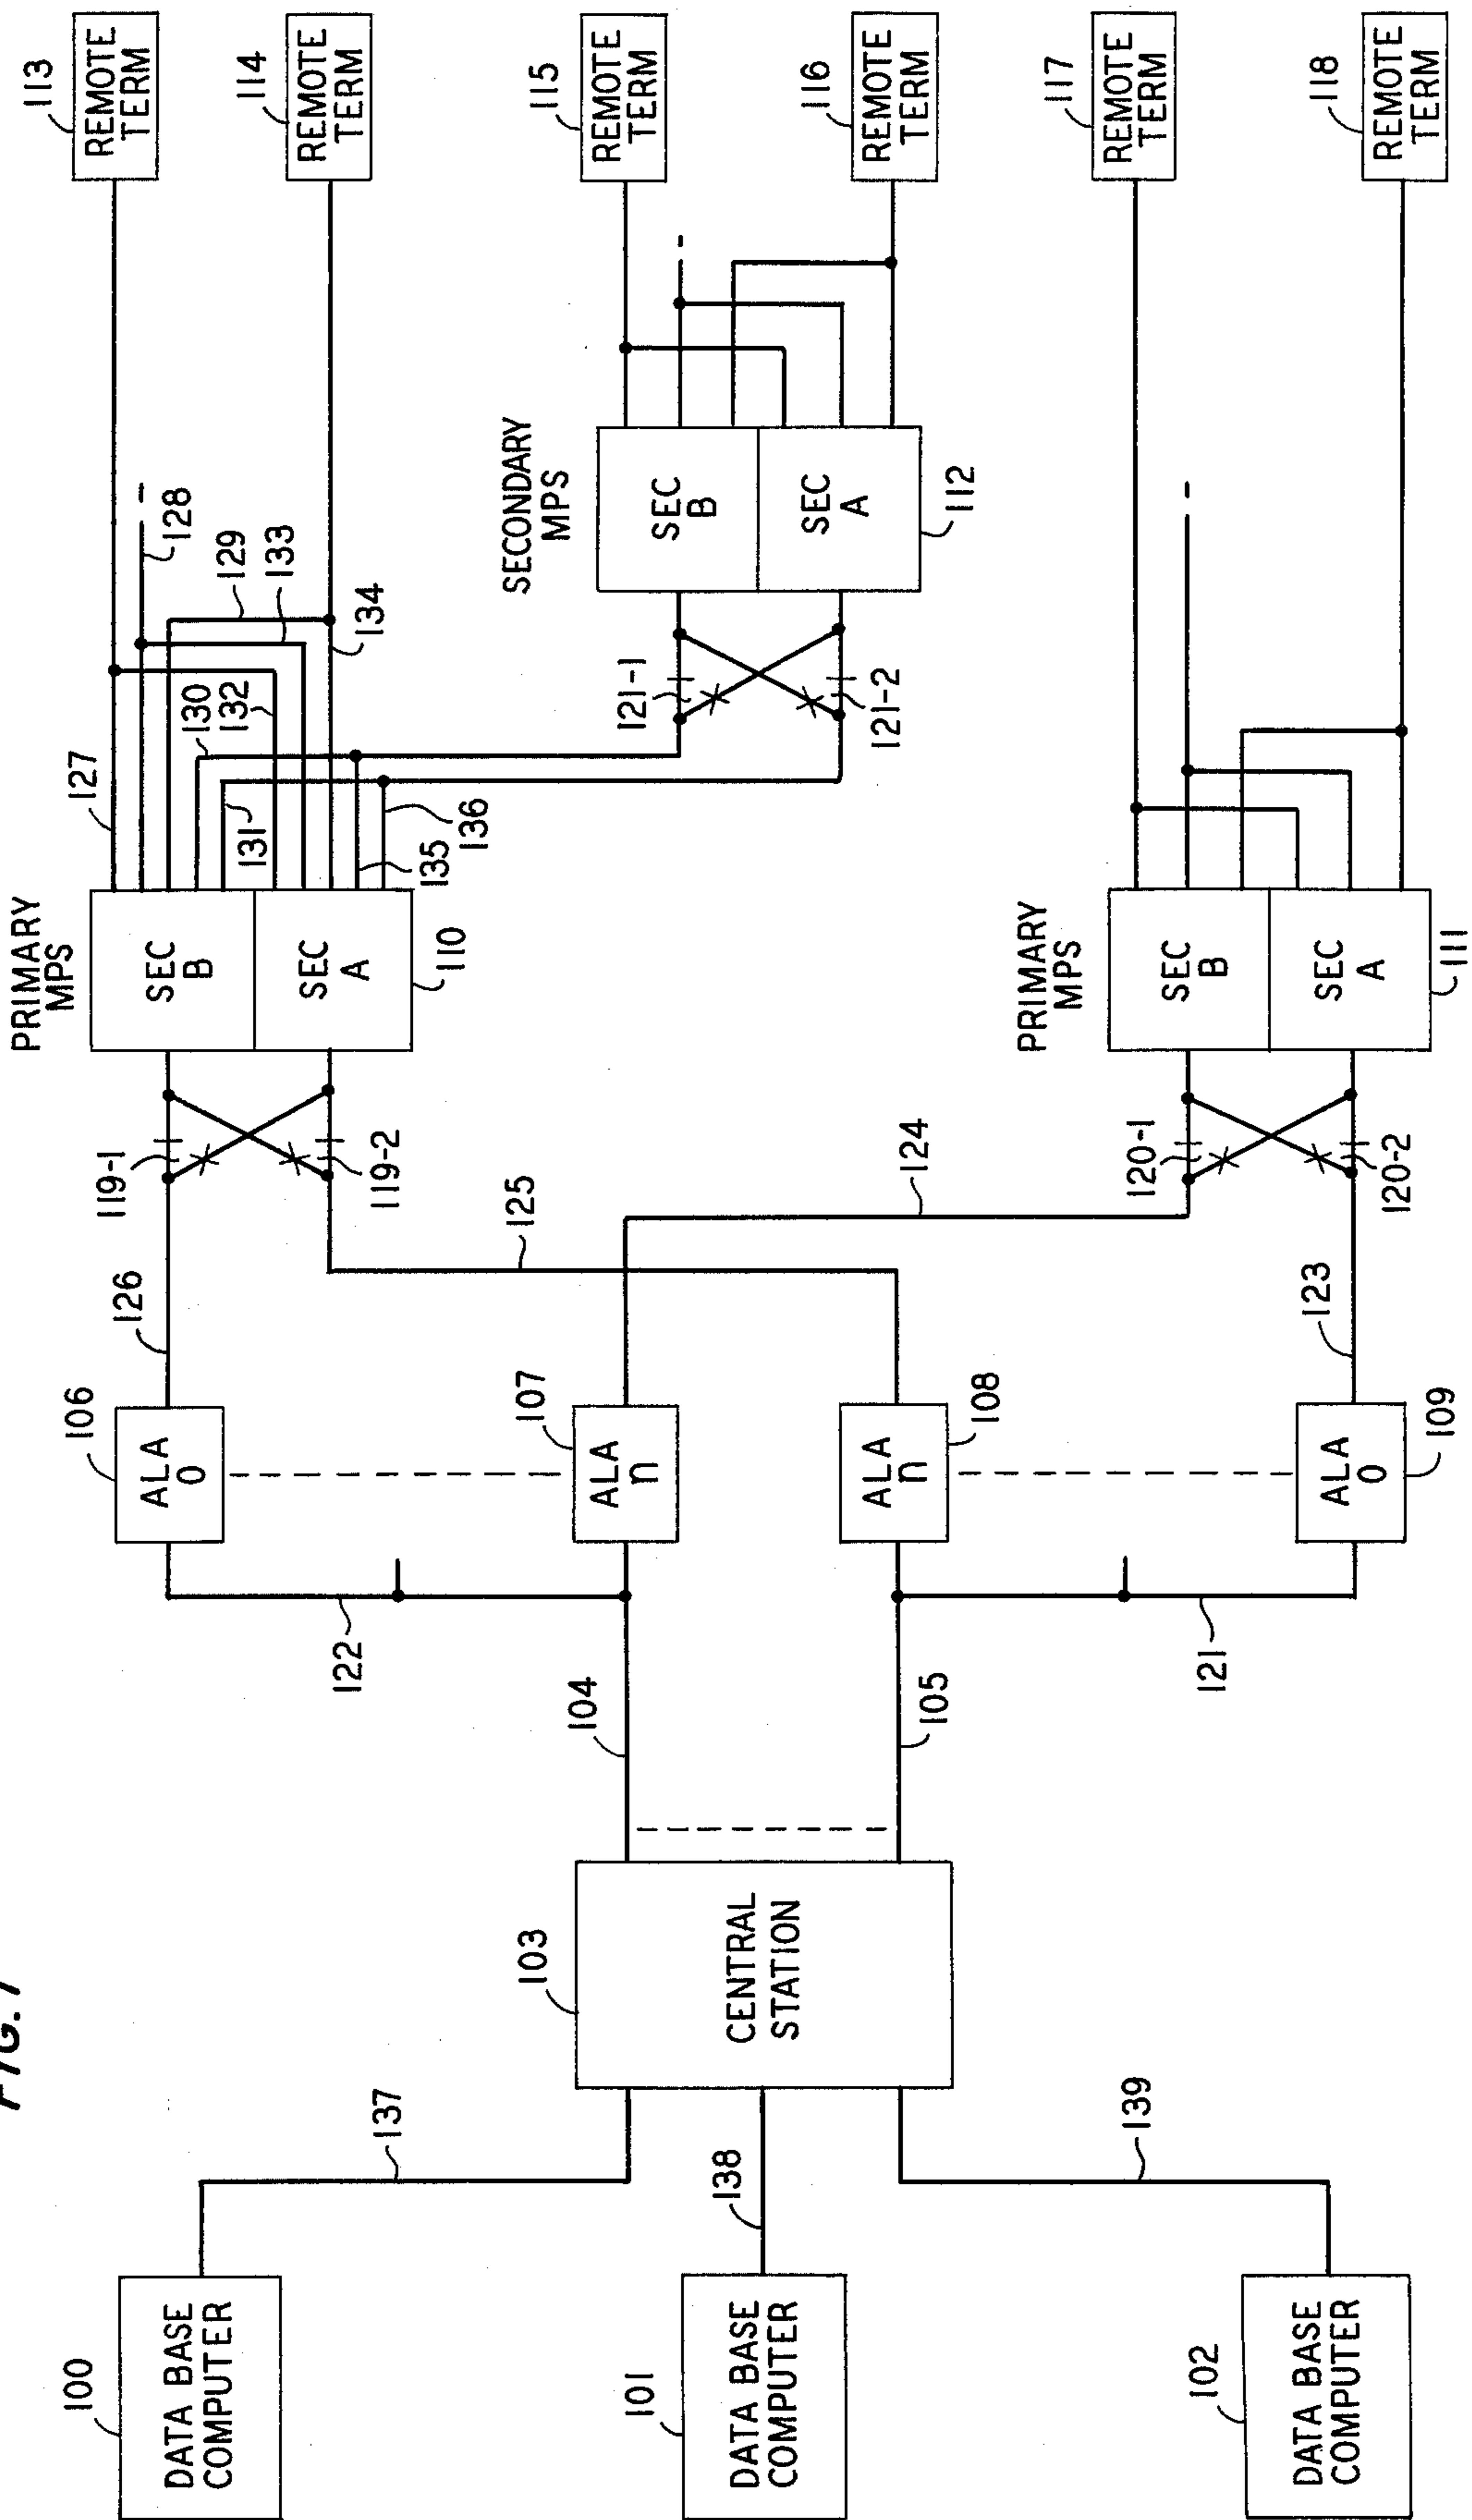 FIG. 1
100
DATA BASE
COMPUTER
101
DATA BASE
COMPUTER
102
DATA BASE
COMPUTER
137
138
139
103
CENTRAL
STATION
104
105
122
121
106
ALA
0
107
ALA
n
108
ALA
n
109
ALA
0
126
125
124
123
119-1
119-2
120-1
120-2
PRIMARY
MPS
SEC
B
SEC
A
110
PRIMARY
MPS
SEC
B
SEC
A
111
127
128
129
130
131
132
133
134
135
136
121-1
121-2
SECONDARY
MPS
SEC
B
SEC
A
112
113
REMOTE
TERM
114
REMOTE
TERM
115
REMOTE
TERM
116
REMOTE
TERM
117
REMOTE
TERM
118
REMOTE
TERM